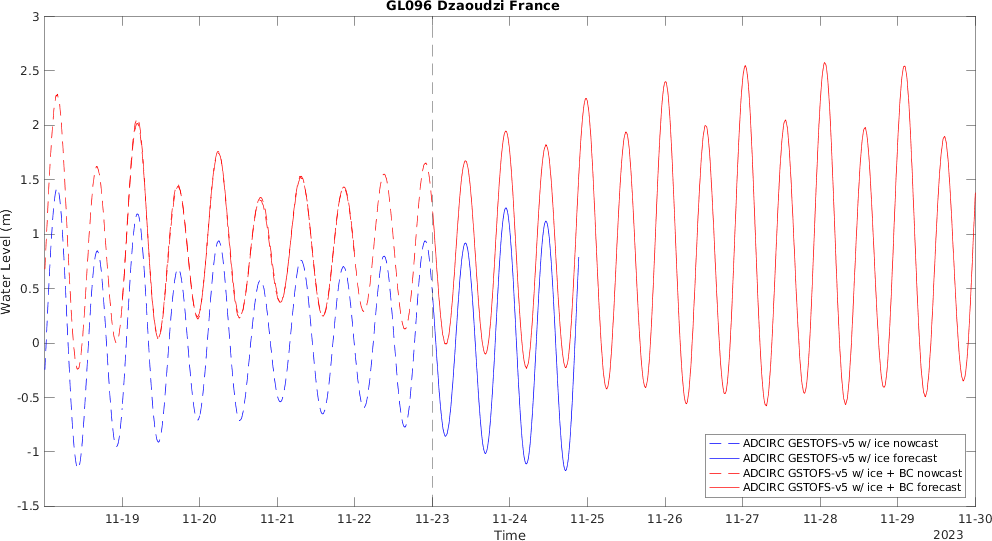 GL096 Dzaoudzi France
3
2.5
2
1.5
1
0.5
0
-0.5
-1
-1.5
Water Level (m)
ADCIRC GESTOFS-v5 w/ ice nowcast
ADCIRC GESTOFS-v5 w/ ice forecast
ADCIRC GSTOFS-v5 w/ ice + BC nowcast
ADCIRC GSTOFS-v5 w/ ice + BC forecast
11-19 11-20 11-21 11-22 11-23 11-24 11-25 11-26 11-27 11-28 11-29 11-30
Time
2023